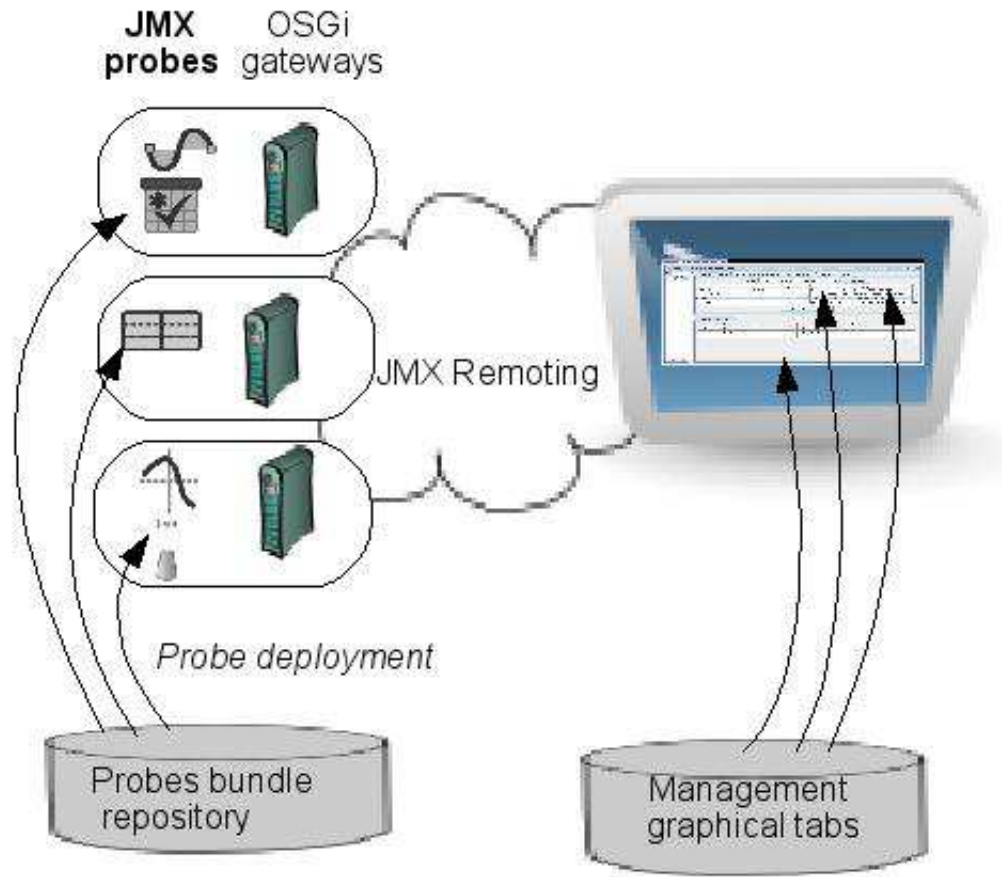 JMX probes
OSGi gateways
JMX Remoting
Probe deployment
Probes bundle
repository
Management
graphical tabs